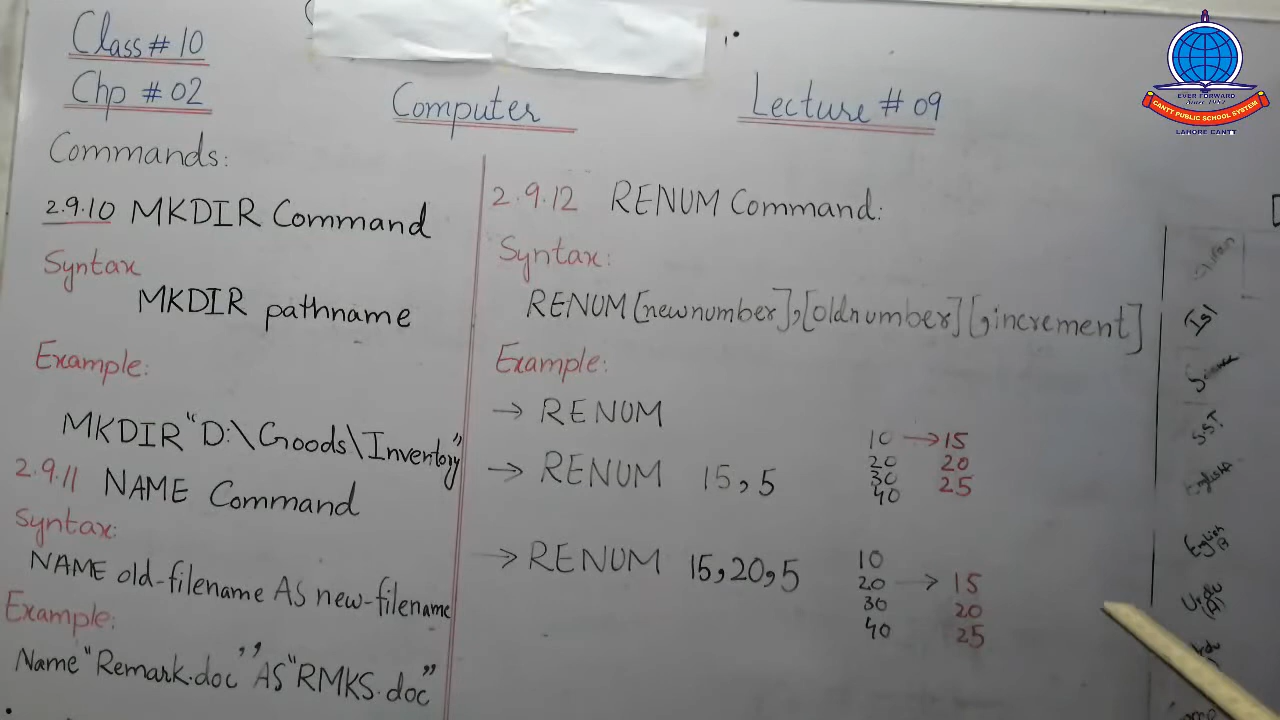 Class # 10
Chp # 02
Computer
Lecture # 09
EVER FORWARD
CANTT PUBLIC SCHOOL SYSTEM
LAHORE CANTT
Commands:
2.9.10 MKDIR Command
Syntax
MKDIR pathname
Example:
MKDIR "D:\Goods\Inventory"
2.9.11 NAME Command
Syntax:
NAME old-filename AS new-filename
Example:
Name "Remark.doc" AS "RMKS.doc"
2.9.12 RENUM Command:
Syntax:
RENUM [newnumber],[oldnumber][,increment]
Example:
→ RENUM
→ RENUM 15,5
10 → 15
20 20
30 25
40
→ RENUM 15,20,5
10
20 → 15
30 20
40 25
Isl
Science
S.S.T
English A
English B
Urdu (A)